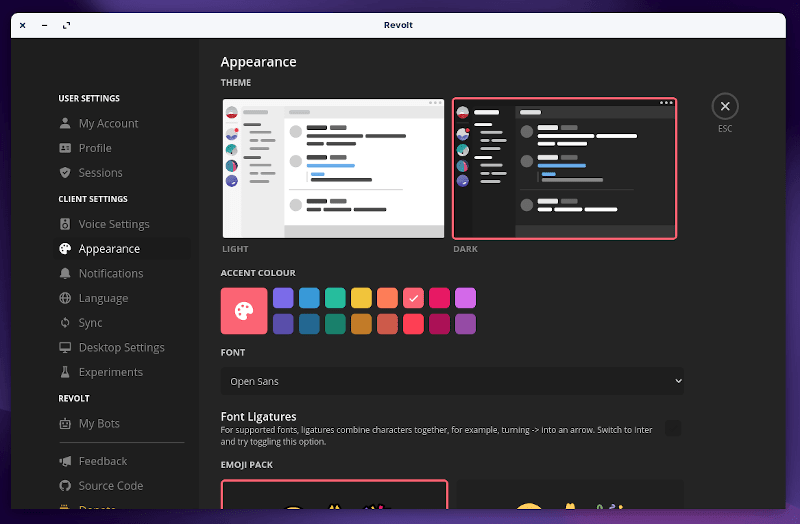 Revolt
USER SETTINGS
My Account
Profile
Sessions
CLIENT SETTINGS
Voice Settings
Appearance
Notifications
Language
Sync
Desktop Settings
Experiments
REVOLT
My Bots
Feedback
Source Code
Donate
Appearance
THEME
LIGHT
DARK
ESC
ACCENT COLOUR
FONT
Open Sans
Font Ligatures
For supported fonts, ligatures combine characters together, for example, turning -> into an arrow. Switch to Inter
and try toggling this option.
EMOJI PACK